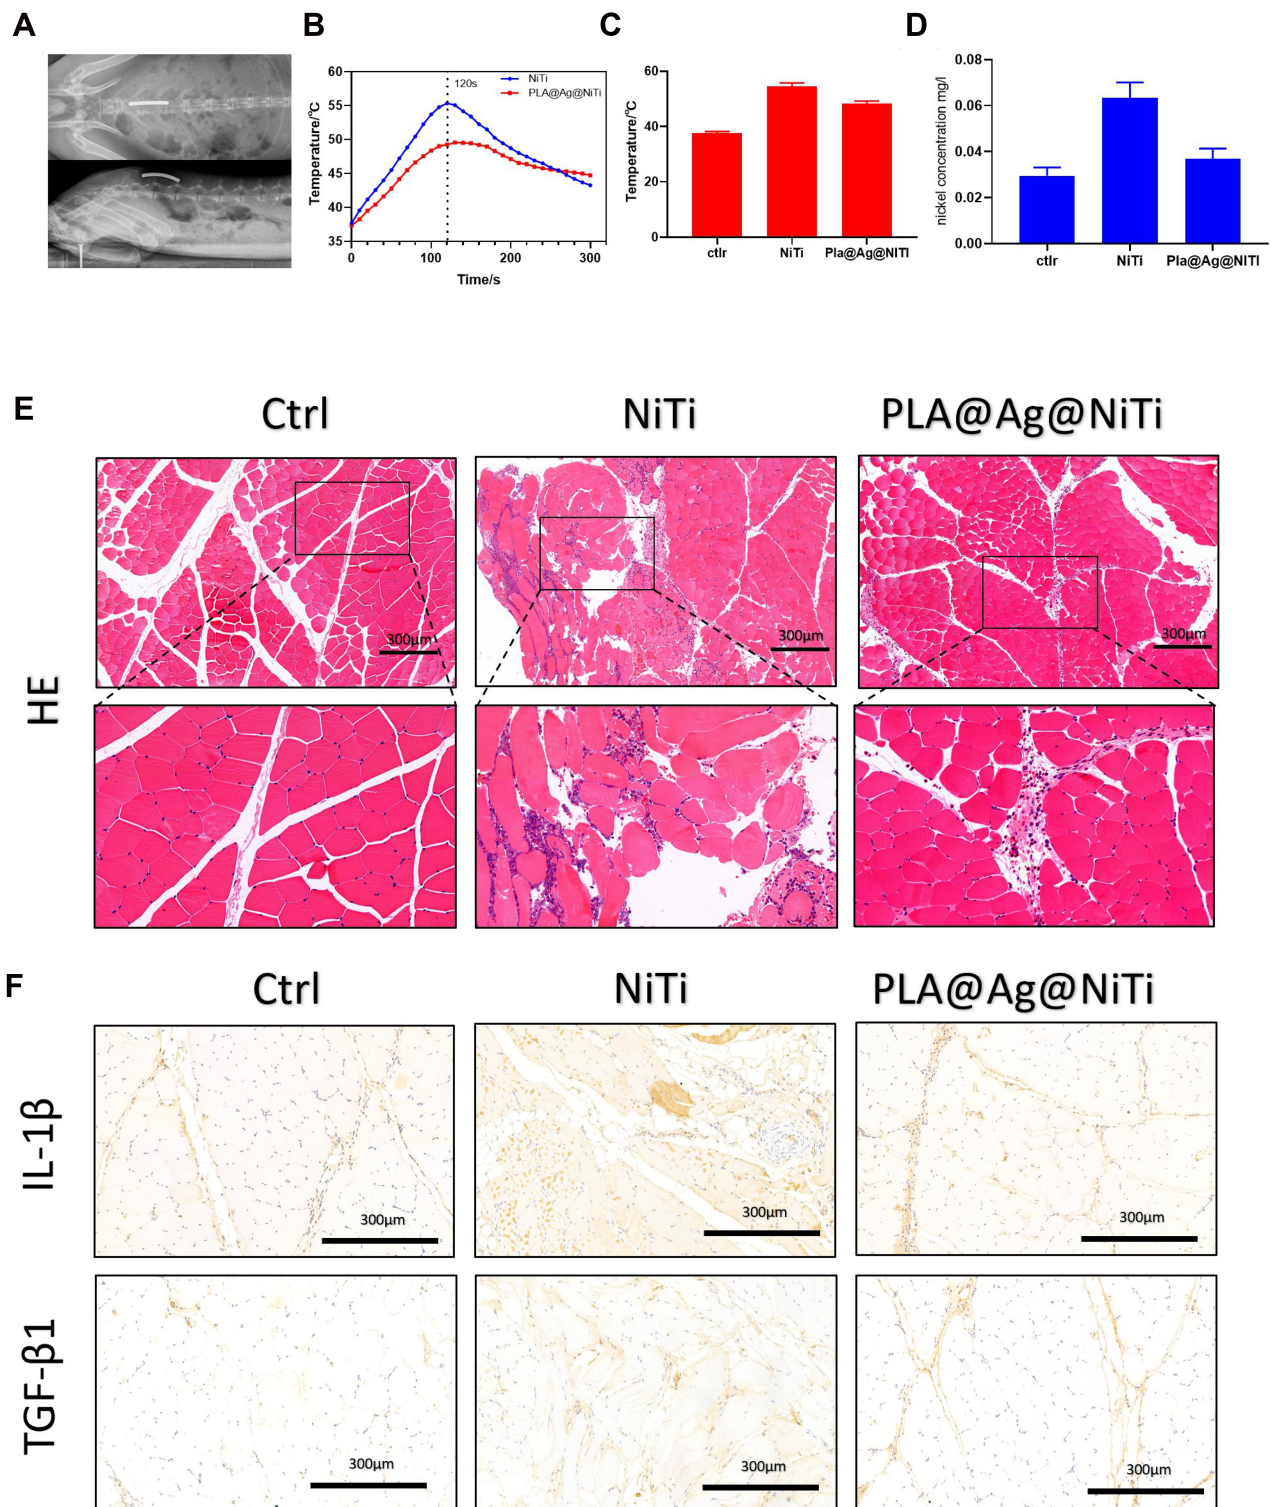 A
B
C
D
60
55
50
45
40
35
Temperature/℃
120s
NiTi
PLA@Ag@NiTi
0
100
200
300
Time/s
60
40
20
0
Temperature/℃
ctlr
NiTi
Pla@Ag@NITI
0.08
0.06
0.04
0.02
0.00
nickel concentration mg/l
ctlr
NiTi
Pla@Ag@NITI
E
Ctrl
NiTi
PLA@Ag@NiTi
HE
300μm
300μm
300μm
F
Ctrl
NiTi
PLA@Ag@NiTi
IL-1β
300μm
300μm
300μm
TGF-β1
300μm
300μm
300μm